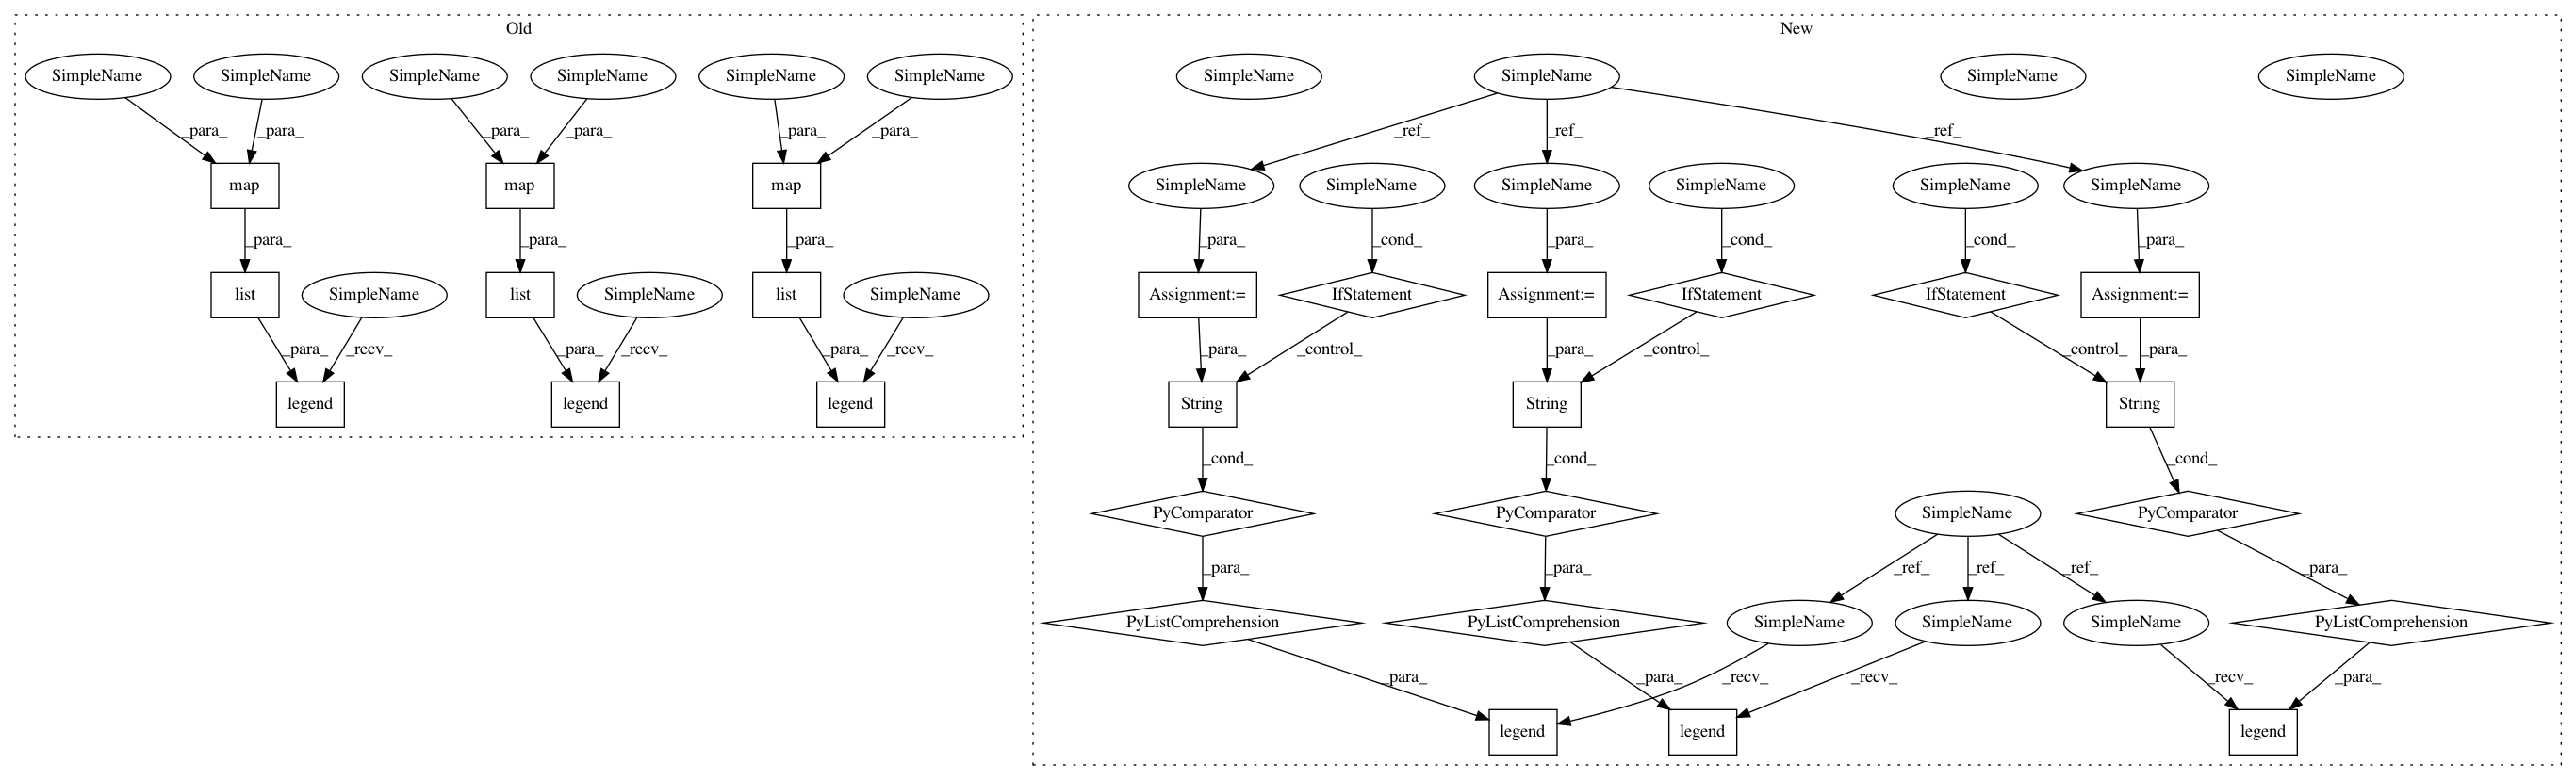 Old
New
SimpleName SimpleName SimpleName SimpleName SimpleName SimpleName SimpleName SimpleName SimpleName SimpleName
_para_ _para_ _para_ _para_ _para_ _para_ _ref_ _ref_ _ref_
map map map SimpleName SimpleName SimpleName SimpleName SimpleName SimpleName
_para_ _para_ _para_ _para_ _cond_ _para_ _cond_ _cond_ _para_
list SimpleName list SimpleName list SimpleName Assignment:= IfStatement Assignment:= IfStatement IfStatement Assignment:=
_para_ _recv_ _para_ _recv_ _para_ _recv_ _para_ _control_ _para_ _control_ _control_ _para_
legend legend legend String String String
_cond_ _cond_ _cond_
PyComparator PyComparator SimpleName PyComparator
_para_ _para_ _ref_ _ref_ _ref_ _para_
PyListComprehension PyListComprehension SimpleName SimpleName SimpleName PyListComprehension
_para_ _para_ _recv_ _recv_ _recv_ _para_
legend legend legend